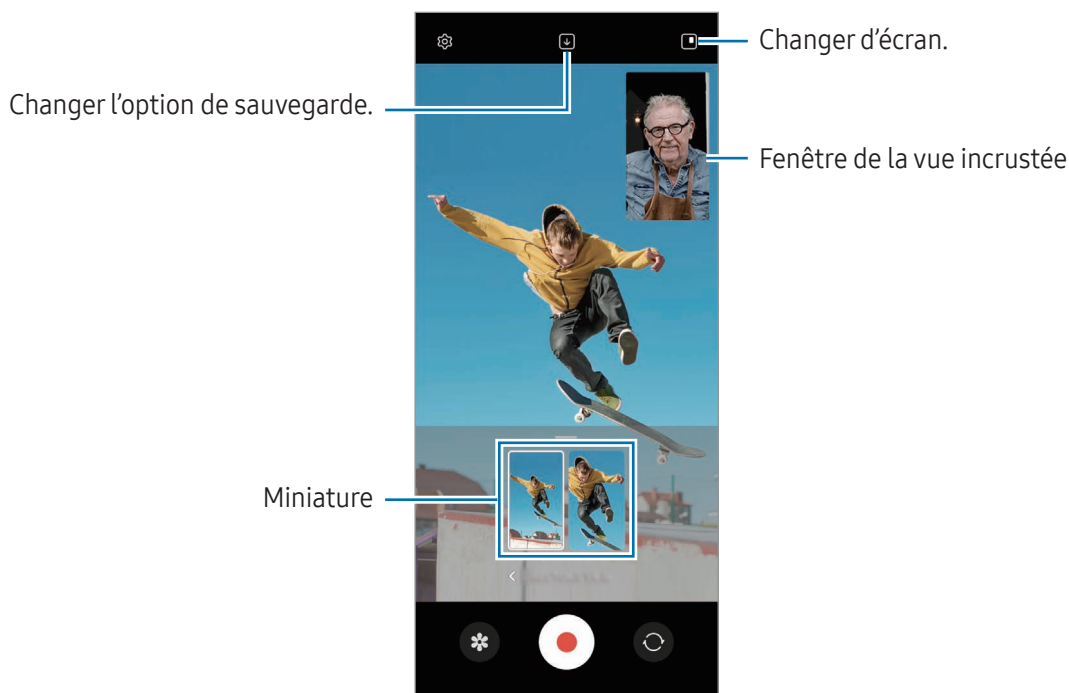 Changer d'écran.
Changer l'option de sauvegarde.
Fenêtre de la vue incrustée
Miniature